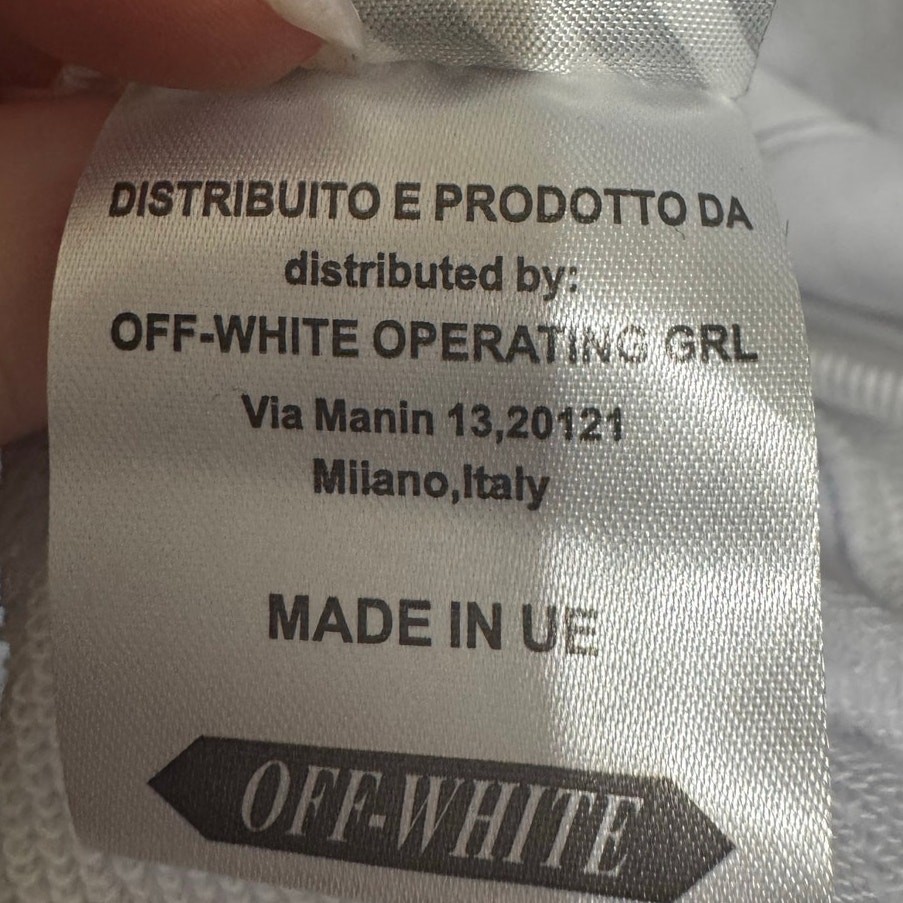 DISTRIBUITO E PRODOTTO DA
distributed by:
OFF-WHITE OPERATING GRL
Via Manin 13,20121
Milano,Italy
MADE IN UE
OFF-WHITE